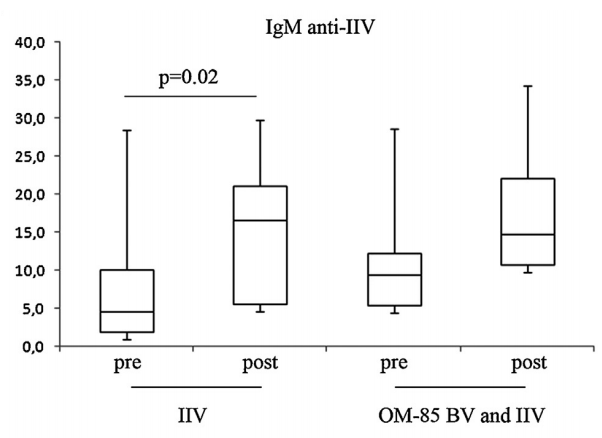 IgM anti-IIV
40,0
35,0
30,0
25,0
20,0
15,0
10,0
5,0
0,0
p=0.02
pre post pre post
IIV OM-85 BV and IIV